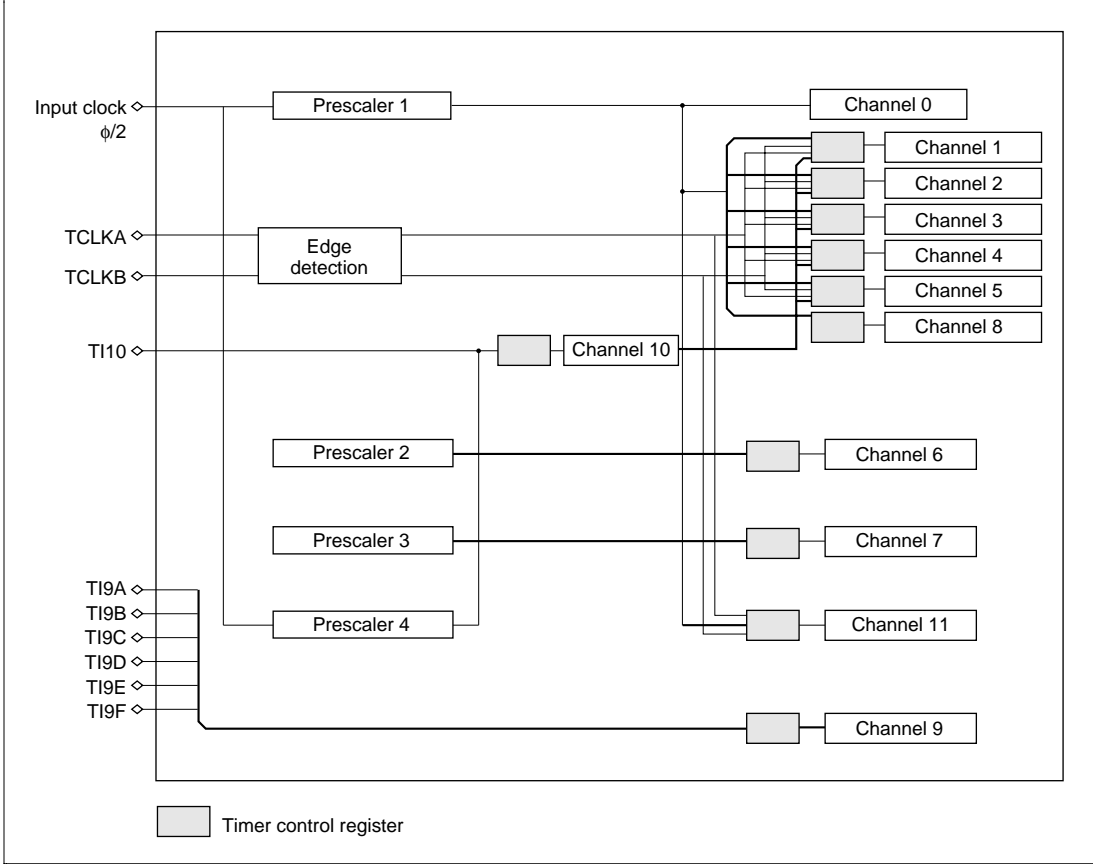 Input clock
ϕ/2
Prescaler 1
Channel 0
Channel 1
Channel 2
TCLKA
TCLKB
Edge
detection
Channel 3
Channel 4
Channel 5
Channel 8
TI10
Channel 10
Prescaler 2
Channel 6
Prescaler 3
Channel 7
TI9A
TI9B
TI9C
TI9D
TI9E
TI9F
Prescaler 4
Channel 11
Channel 9
Timer control register